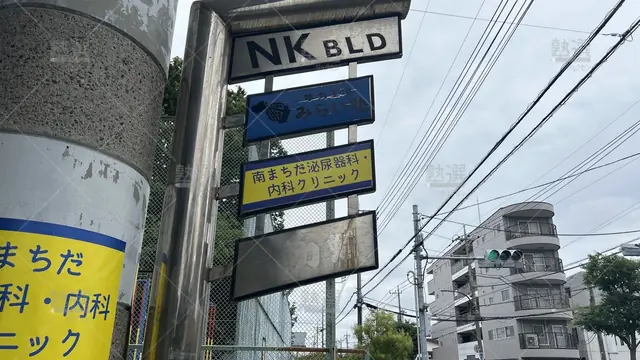 NK BLD
南まちだ泌尿器科・
内科クリニック
まちだ
科・内科
ニック